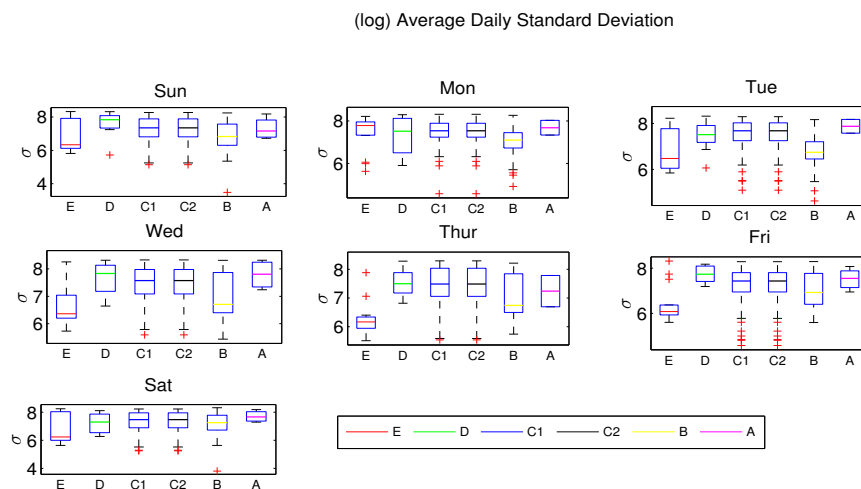 (log) Average Daily Standard Deviation
Sun
8
6
4
σ
E D C1 C2 B A
Mon
8
6
σ
E D C1 C2 B A
Tue
8
6
σ
E D C1 C2 B A
Wed
8
6
σ
E D C1 C2 B A
Thur
8
7
6
σ
E D C1 C2 B A
Fri
8
6
σ
E D C1 C2 B A
Sat
8
6
4
σ
E D C1 C2 B A
E D C1 C2 B A